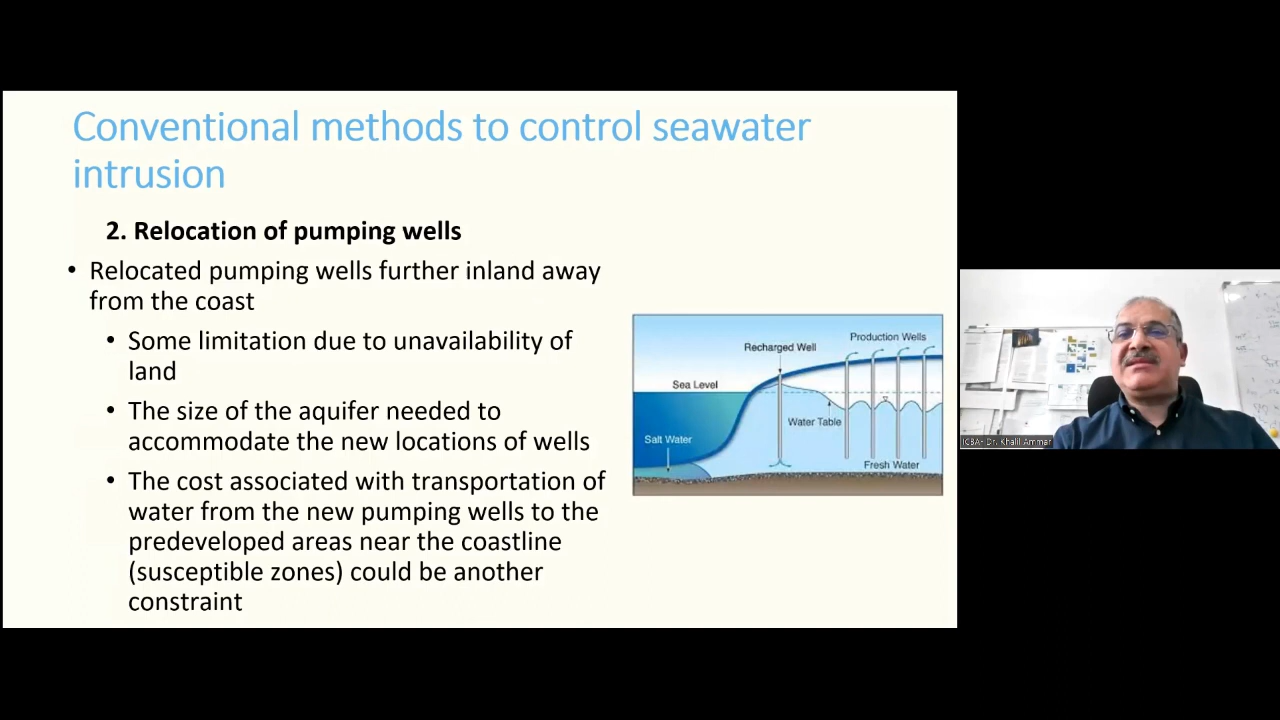 Conventional methods to control seawater
intrusion
2. Relocation of pumping wells
• Relocated pumping wells further inland away
from the coast
• Some limitation due to unavailability of
land
• The size of the aquifer needed to
accommodate the new locations of wells
• The cost associated with transportation of
water from the new pumping wells to the
predeveloped areas near the coastline
(susceptible zones) could be another
constraint
Production Wells
Recharged Well
Sea Level
Water Table
Salt Water
Fresh Water
ICBA- Dr. Khalil Ammar